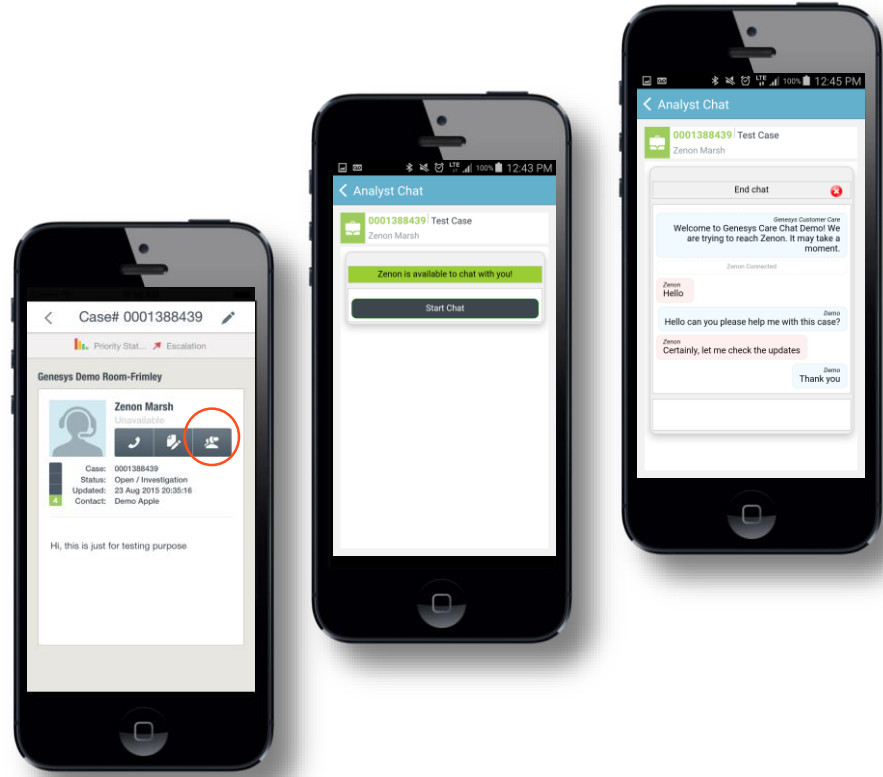 Case# 0001388439
Priority Stat... Escalation
Genesys Demo Room-Frimley
Zenon Marsh
Unavailable
Case: 0001388439
Status: Open / Investigation
Updated: 23 Aug 2015 20:35:16
4
Contact: Demo Apple
Hi, this is just for testing purpose
LTE 100% 12:43 PM
Analyst Chat
0001388439 Test Case
Zenon Marsh
Zenon is available to chat with you!
Start Chat
LTE 100% 12:45 PM
Analyst Chat
0001388439 Test Case
Zenon Marsh
End chat
Genesys Customer Care
Welcome to Genesys Care Chat Demo! We
are trying to reach Zenon. It may take a
moment.
Zenon Connected
Zenon
Hello
Demo
Hello can you please help me with this case?
Zenon
Certainly, let me check the updates
Demo
Thank you